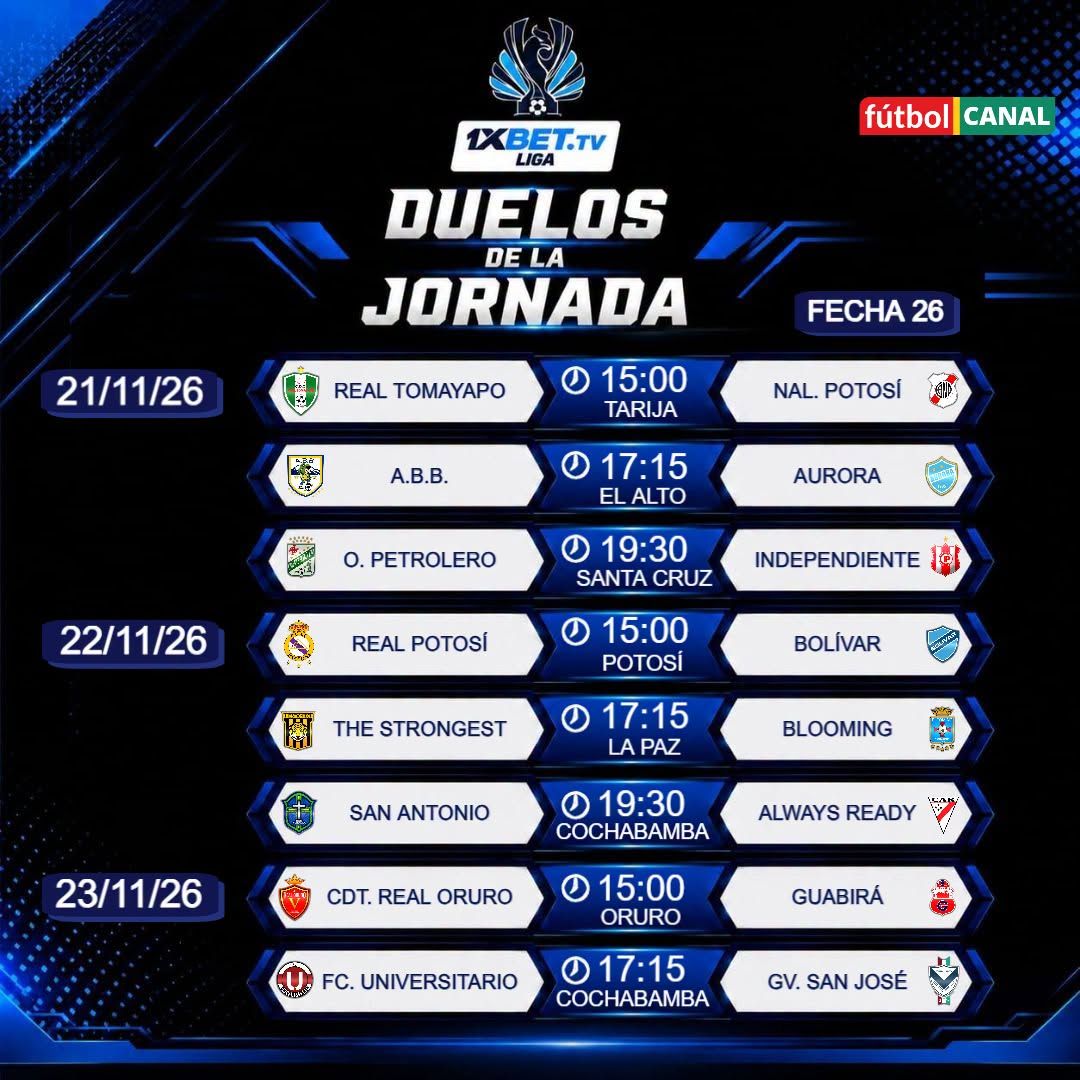 1XBET.TV
LIGA
fútbol CANAL
DUELOS
DE LA
JORNADA
FECHA 26
21/11/26
REAL TOMAYAPO
15:00
TARIJA
NAL. POTOSÍ
A.B.B.
17:15
EL ALTO
AURORA
O. PETROLERO
19:30
SANTA CRUZ
INDEPENDIENTE
22/11/26
REAL POTOSÍ
15:00
POTOSÍ
BOLÍVAR
THE STRONGEST
17:15
LA PAZ
BLOOMING
SAN ANTONIO
19:30
COCHABAMBA
ALWAYS READY
23/11/26
CDT. REAL ORURO
15:00
ORURO
GUABIRÁ
FC. UNIVERSITARIO
17:15
COCHABAMBA
GV. SAN JOSÉ